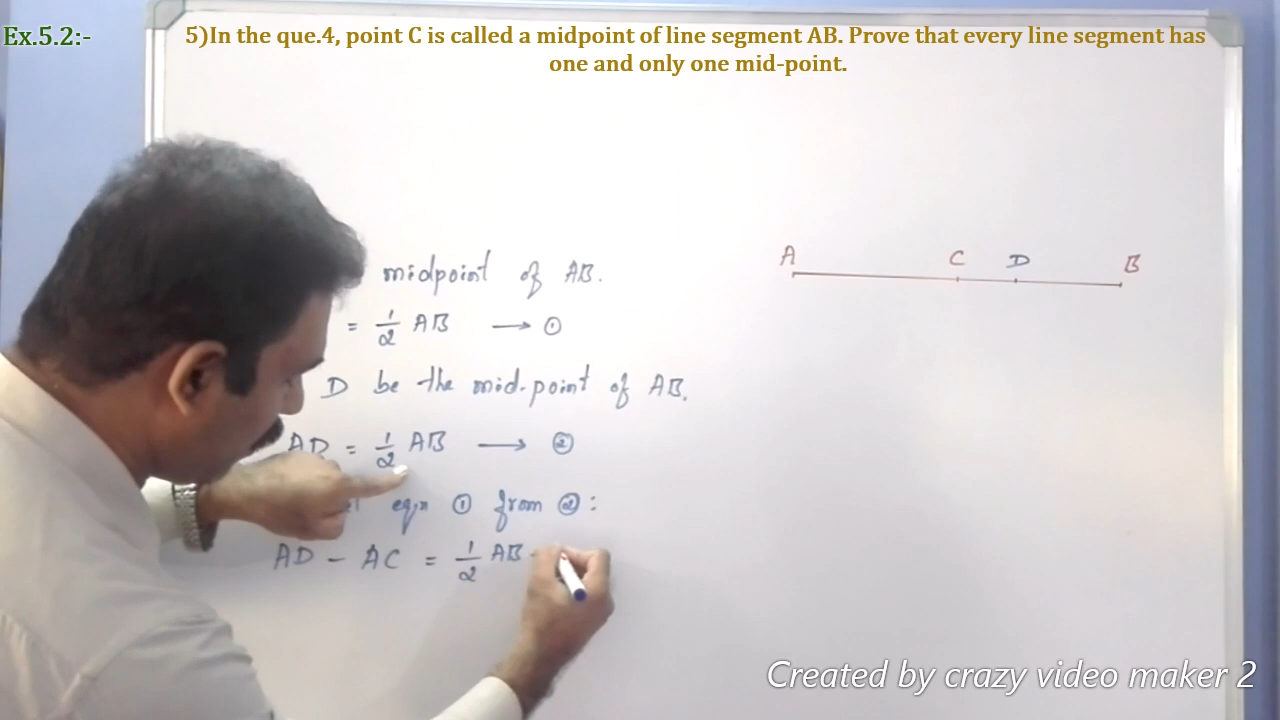 Ex.5.2:-
5)In the que.4, point C is called a midpoint of line segment AB. Prove that every line segment has
one and only one mid-point.
A C D B
midpoint of AB.
= 1/2 AB → ①
D be the mid-point of AB.
AD = 1/2 AB → ②
eqn ① from ② :
AD - AC = 1/2 AB -
Created by crazy video maker 2